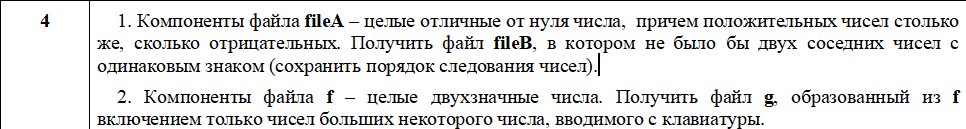 4
1. Компоненты файла fileA – целые отличные от нуля числа, причем положительных чисел столько
же, сколько отрицательных. Получить файл fileB, в котором не было бы двух соседних чисел с
одинаковым знаком (сохранить порядок следования чисел).
2. Компоненты файла f – целые двухзначные числа. Получить файл g, образованный из f
включением только чисел больших некоторого числа, вводимого с клавиатуры.